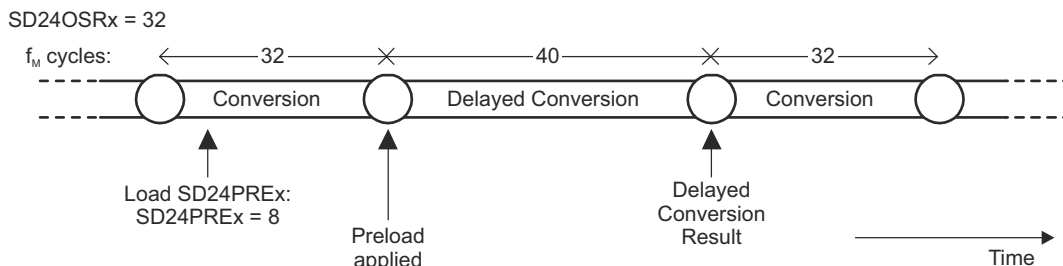 SD24OSRx = 32
f_M cycles:
32
40
32
Conversion
Delayed Conversion
Conversion
Load SD24PREx:
SD24PREx = 8
Preload
applied
Delayed
Conversion
Result
Time